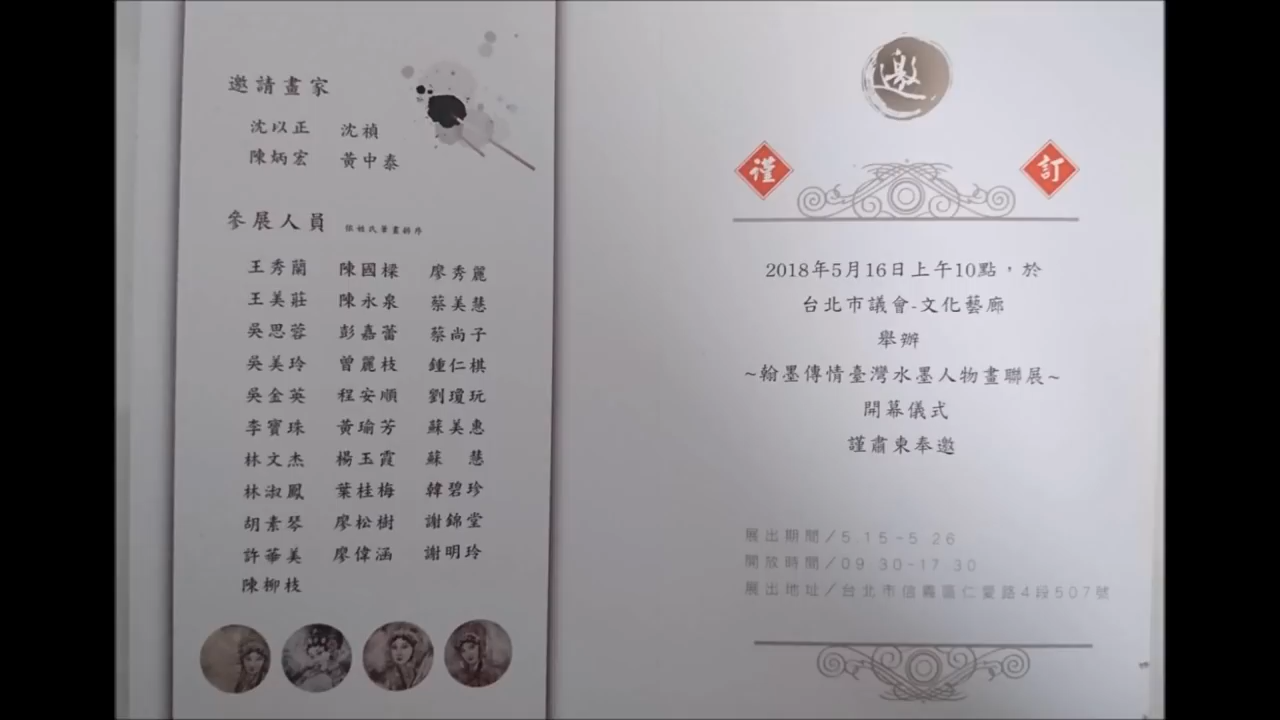 邀請畫家
沈以正 沈禎
陳炳宏 黃中泰
參展人員 依姓氏筆畫排序
王秀蘭 陳國樑 廖秀麗
王美莊 陳永泉 蔡美慧
吳思蓉 彭嘉蕾 蔡尚子
吳美玲 曾麗枝 鍾仁棋
吳金英 程安順 劉瓊玩
李寶珠 黃瑜芳 蘇美惠
林文杰 楊玉霞 蘇 慧
林淑鳳 葉桂梅 韓碧珍
胡素琴 廖松樹 謝錦堂
許華美 廖偉涵 謝明玲
陳柳枝
邀
謹 訂
2018年5月16日上午10點，於
台北市議會-文化藝廊
舉辦
~翰墨傳情臺灣水墨人物畫聯展~
開幕儀式
謹肅柬奉邀
展出期間/5.15-5.26
開放時間/09.30-17.30
展出地址/台北市信義區仁愛路4段507號